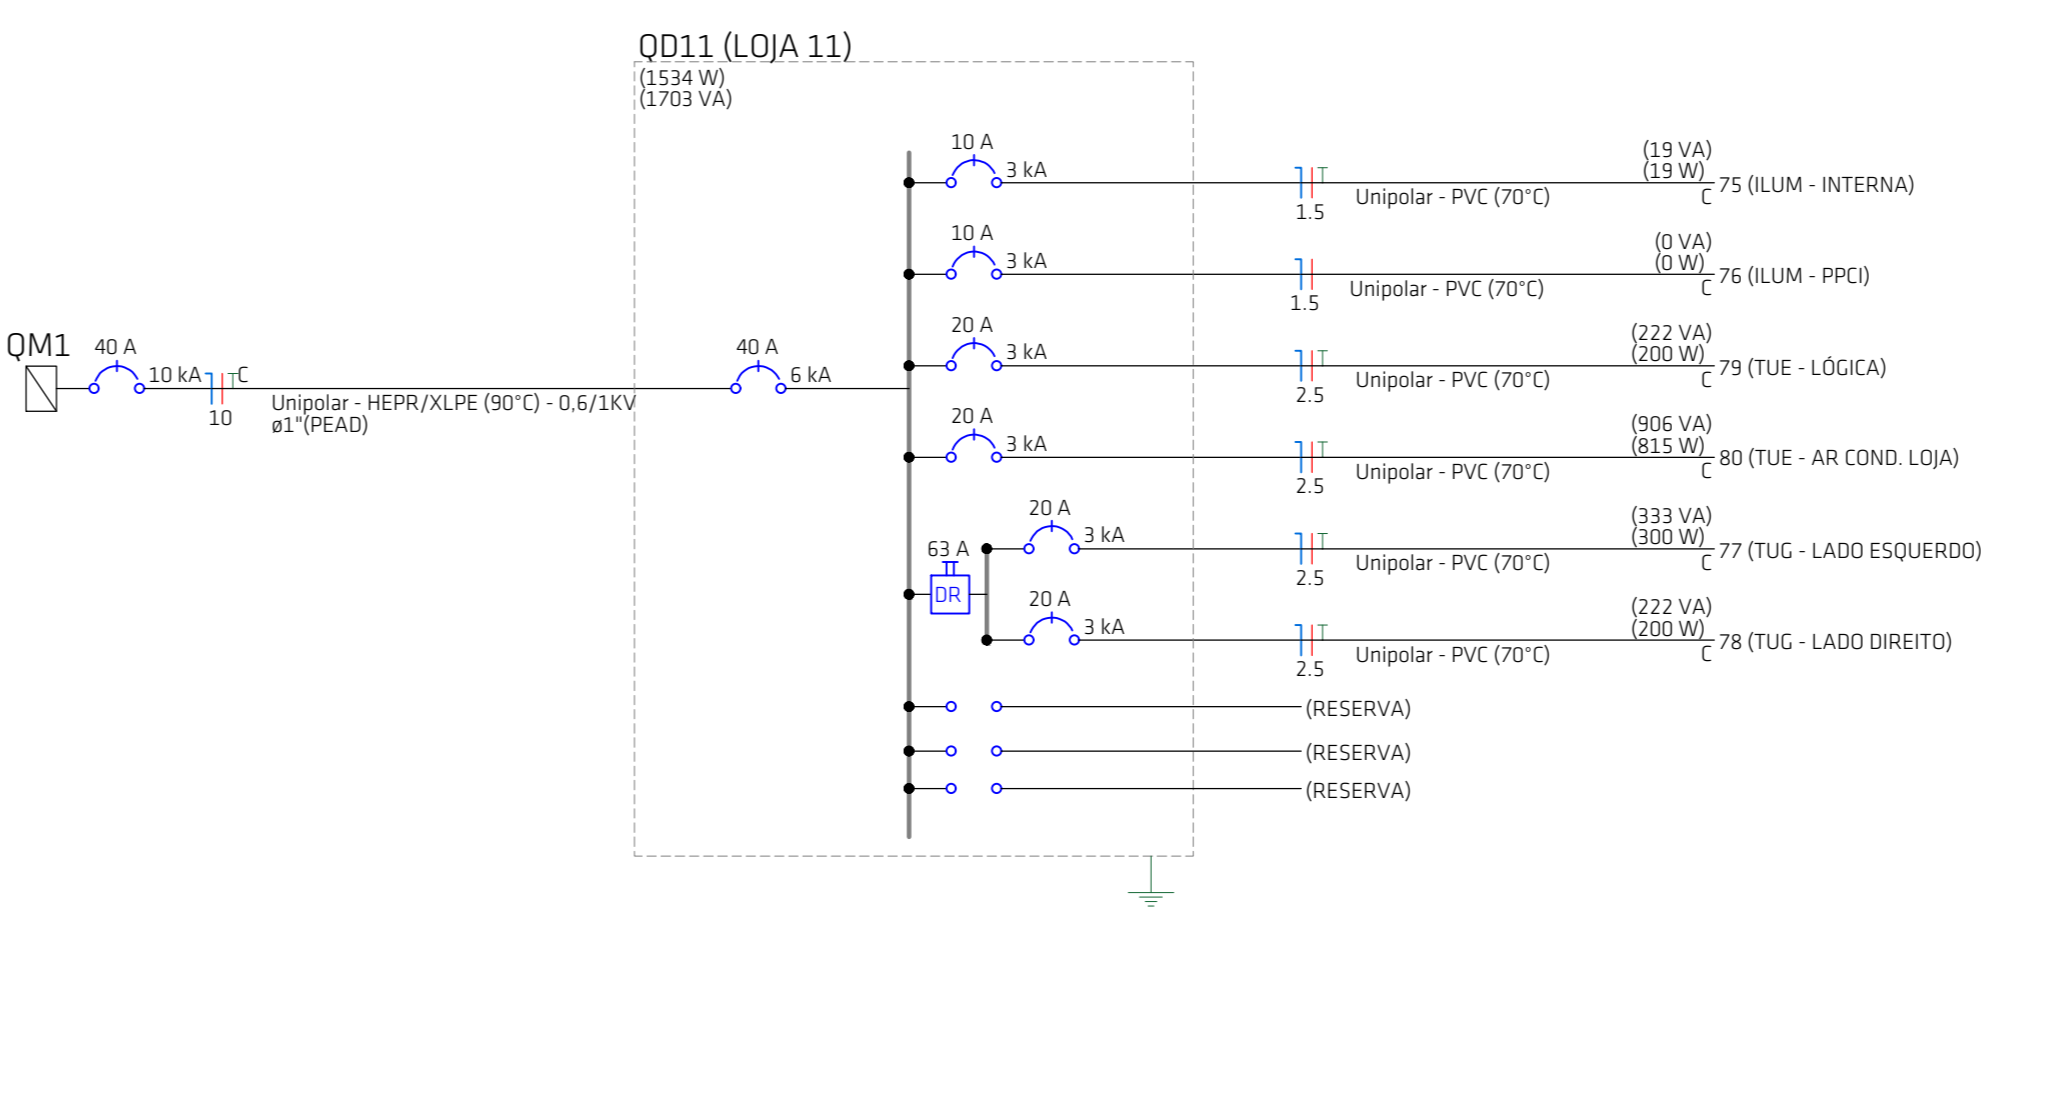 QD11 (LOJA 11)
(1534 W)
(1703 VA)
10 A
3 kA
1.5
Unipolar - PVC (70°C)
(19 VA)
(19 W)
C
75 (ILUM - INTERNA)
10 A
3 kA
1.5
Unipolar - PVC (70°C)
(0 VA)
(0 W)
C
76 (ILUM - PPCI)
20 A
3 kA
2.5
Unipolar - PVC (70°C)
(222 VA)
(200 W)
C
79 (TUE - LÓGICA)
QM1
40 A
10 kA
T
C
10
Unipolar - HEPR/XLPE (90°C) - 0,6/1KV
ø1"(PEAD)
40 A
6 kA
20 A
3 kA
2.5
Unipolar - PVC (70°C)
(906 VA)
(815 W)
C
80 (TUE - AR COND. LOJA)
63 A
DR
20 A
3 kA
2.5
Unipolar - PVC (70°C)
(333 VA)
(300 W)
C
77 (TUG - LADO ESQUERDO)
20 A
3 kA
2.5
Unipolar - PVC (70°C)
(222 VA)
(200 W)
C
78 (TUG - LADO DIREITO)
(RESERVA)
(RESERVA)
(RESERVA)